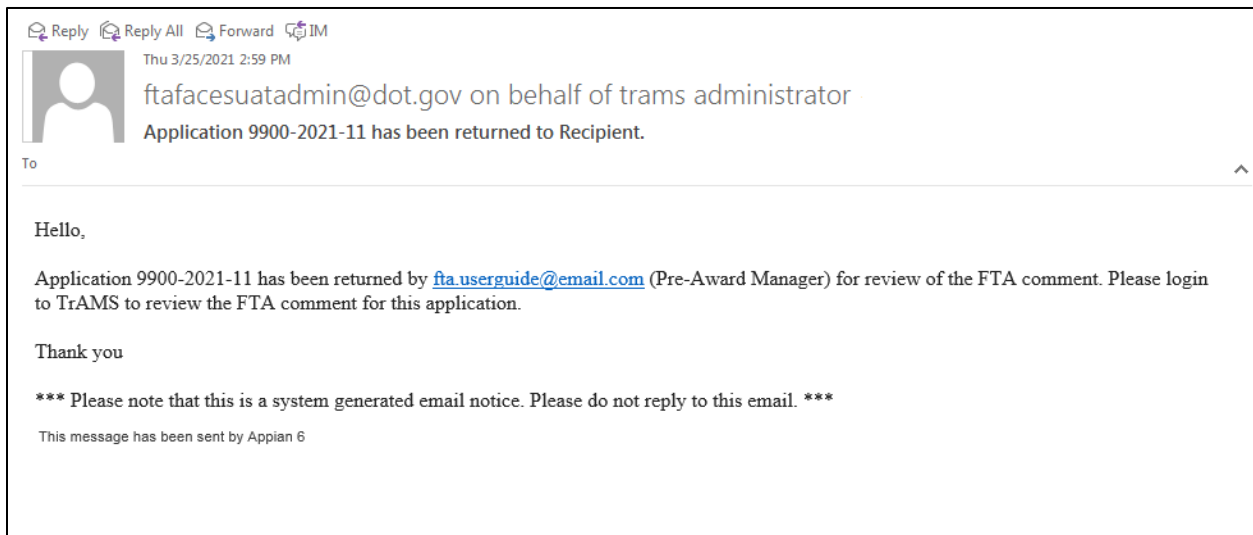 Reply Reply All Forward IM
Thu 3/25/2021 2:59 PM
ftafacesuatadmin@dot.gov on behalf of trams administrator
Application 9900-2021-11 has been returned to Recipient.
To
Hello,
Application 9900-2021-11 has been returned by fta.userguide@email.com (Pre-Award Manager) for review of the FTA comment. Please login
to TrAMS to review the FTA comment for this application.
Thank you
*** Please note that this is a system generated email notice. Please do not reply to this email. ***
This message has been sent by Appian 6